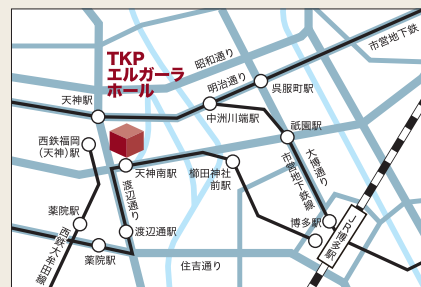 TKP
エルガーラ
ホール
昭和通り
市営地下鉄
明治通り
呉服町駅
天神駅
中洲川端駅
祇園駅
西鉄福岡
(天神)駅
大博通り
市営地下鉄線
天神南駅
櫛田神社
前駅
渡辺通り
薬院駅
渡辺通駅
博多駅
JR博多駅
西鉄大牟田線
薬院駅
住吉通り